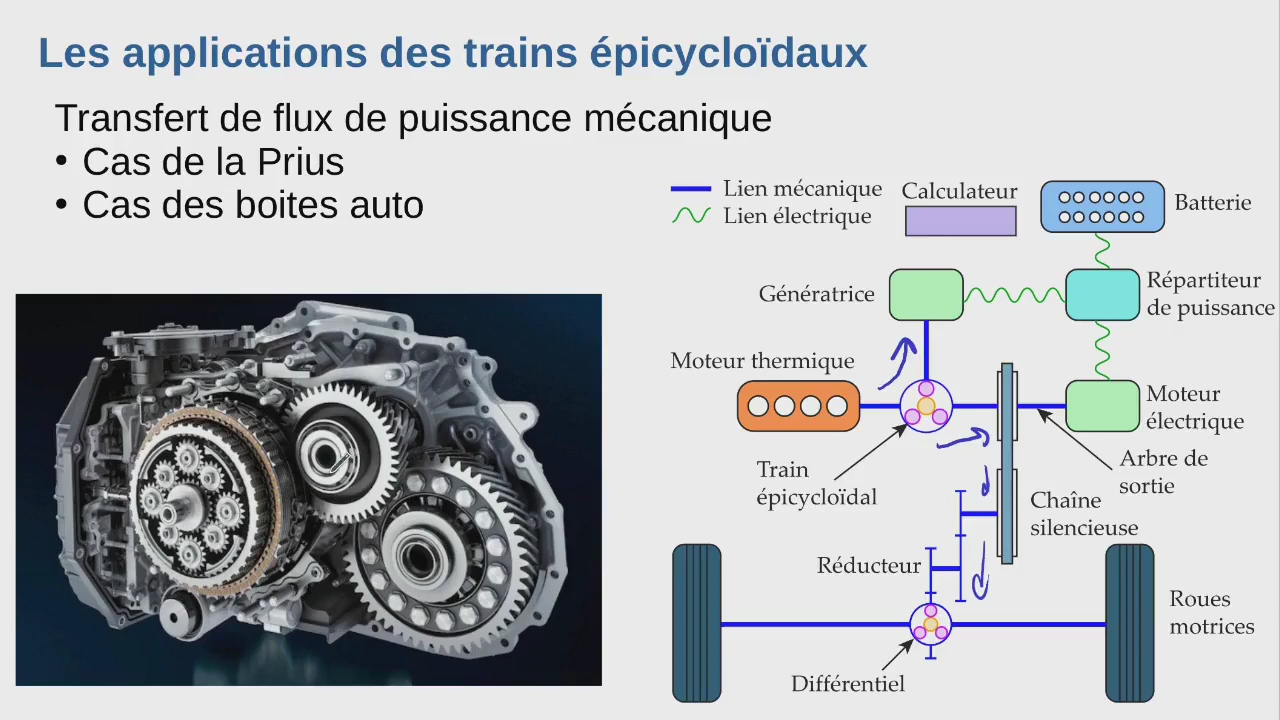 Les applications des trains épicycloïdaux
Transfert de flux de puissance mécanique
• Cas de la Prius
• Cas des boites auto
Lien mécanique
Lien électrique
Calculateur
Batterie
Génératrice
Répartiteur
de puissance
Moteur thermique
Moteur
électrique
Train
épicycloïdal
Arbre de
sortie
Chaîne
silencieuse
Réducteur
Roues
motrices
Différentiel